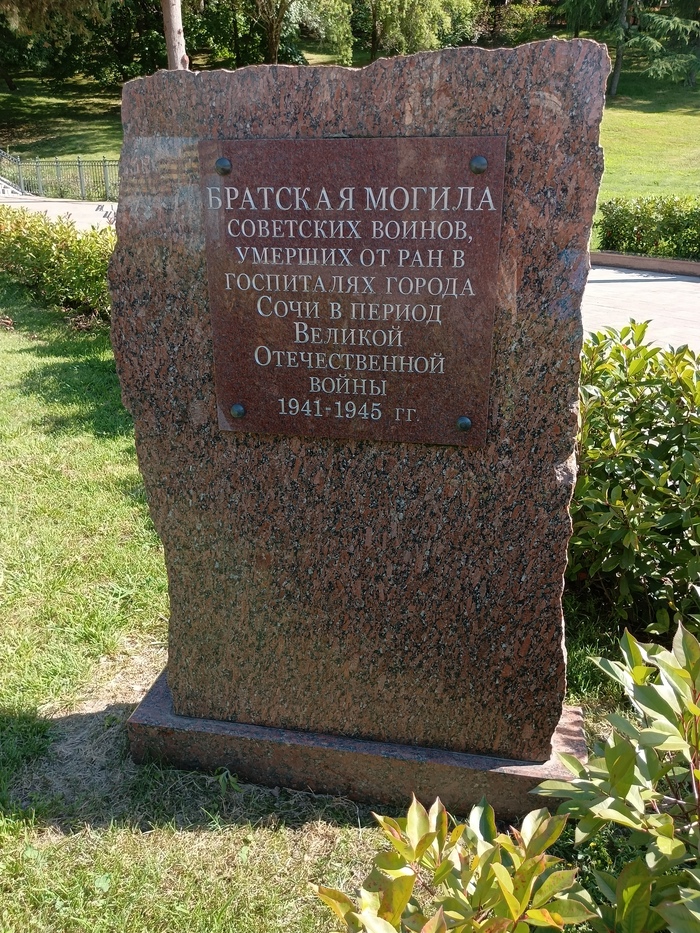 БРАТСКАЯ МОГИЛА
СОВЕТСКИХ ВОИНОВ,
УМЕРШИХ ОТ РАН В
ГОСПИТАЛЯХ ГОРОДА
СОЧИ В ПЕРИОД
ВЕЛИКОЙ
ОТЕЧЕСТВЕННОЙ
ВОЙНЫ
1941-1945 ГГ.